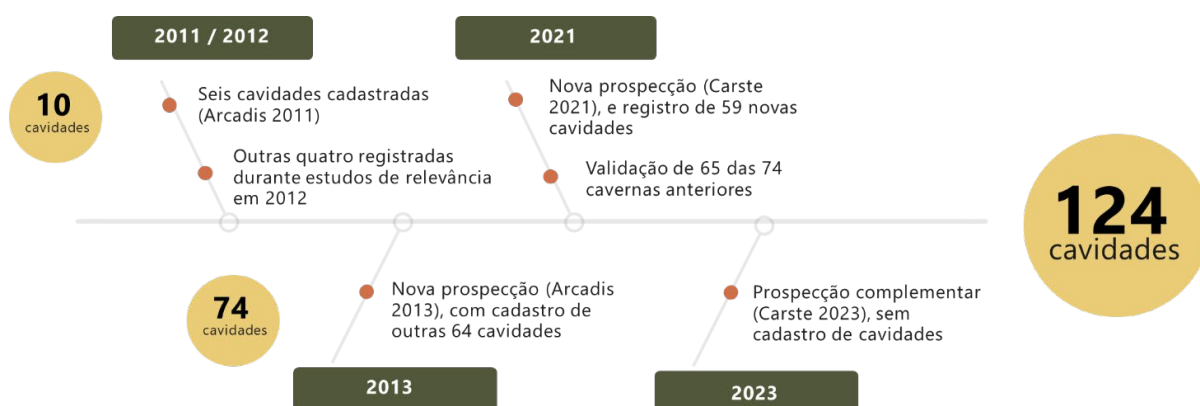 2011 / 2012
10
cavidades
Seis cavidades cadastradas
(Arcadis 2011)
Outras quatro registradas
durante estudos de relevância
em 2012
74
cavidades
Nova prospecção (Arcadis
2013), com cadastro de
outras 64 cavidades
2013
2021
Nova prospecção (Carste
2021), e registro de 59 novas
cavidades
Validação de 65 das 74
cavernas anteriores
Prospecção complementar
(Carste 2023), sem
cadastro de cavidades
2023
124
cavidades